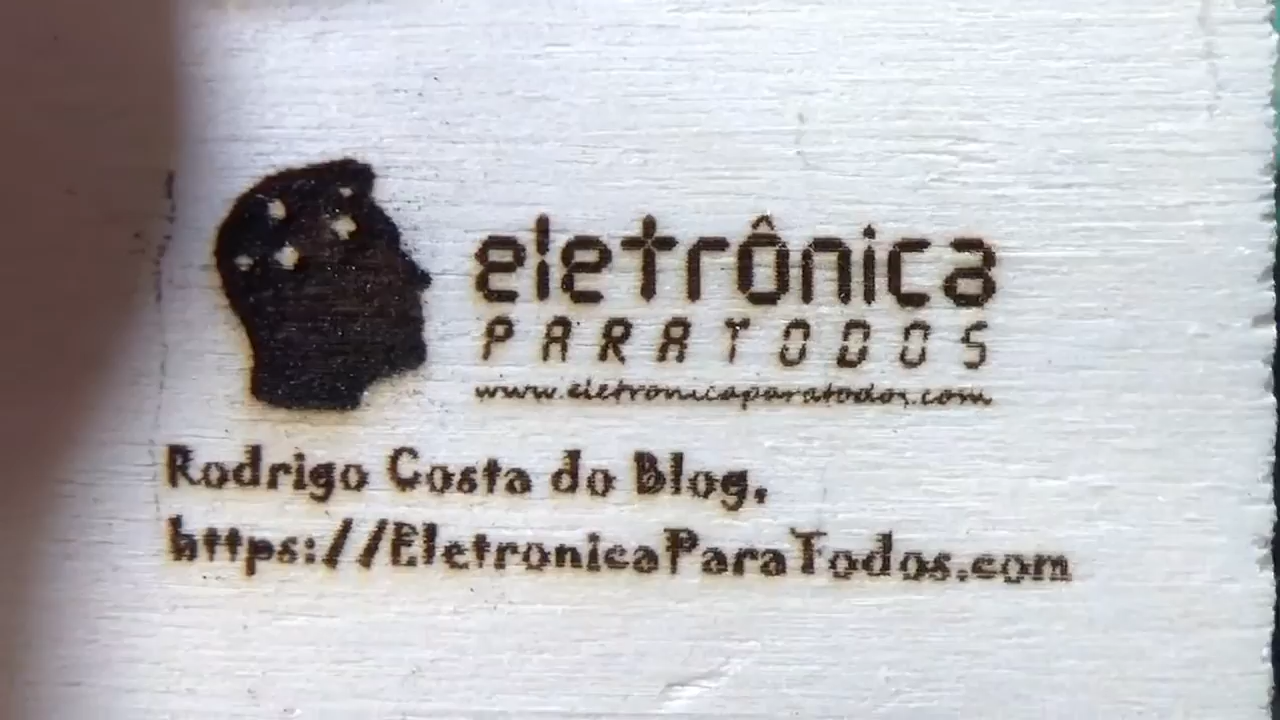 eletrônica
PARATODOS
www.eletronicaparatodos.com
Rodrigo Costa do Blog,
https://EletronicaParaTodos.com